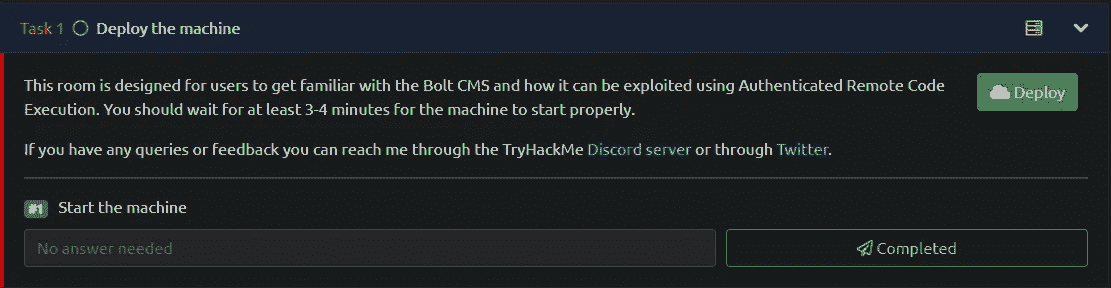 Task 1 Deploy the machine
This room is designed for users to get familiar with the Bolt CMS and how it can be exploited using Authenticated Remote Code
Execution. You should wait for at least 3-4 minutes for the machine to start properly.
Deploy
If you have any queries or feedback you can reach me through the TryHackMe Discord server or through Twitter.
#1 Start the machine
No answer needed
Completed